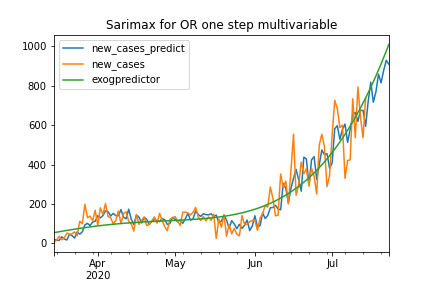 Sarimax for OR one step multivariable
new_cases_predict
new_cases
exogpredictor
1000
800
600
400
200
0
Apr
2020
May
Jun
Jul